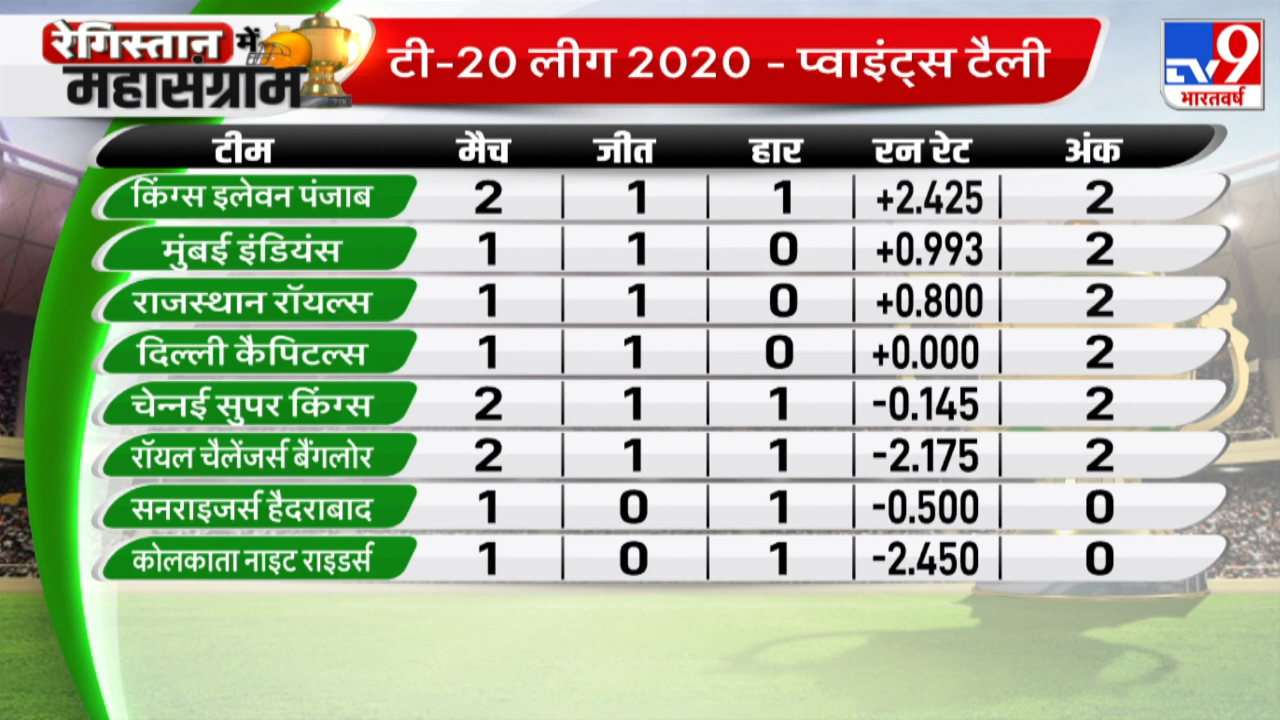 रेगिस्तान में
महासंग्राम
टी-20 लीग 2020 - प्वाइंट्स टैली
TV9
भारतवर्ष
टीम मैच जीत हार रन रेट अंक
किंग्स इलेवन पंजाब 2 1 1 +2.425 2
मुंबई इंडियंस 1 1 0 +0.993 2
राजस्थान रॉयल्स 1 1 0 +0.800 2
दिल्ली कैपिटल्स 1 1 0 +0.000 2
चेन्नई सुपर किंग्स 2 1 1 -0.145 2
रॉयल चैलेंजर्स बैंगलोर 2 1 1 -2.175 2
सनराइजर्स हैदराबाद 1 0 1 -0.500 0
कोलकाता नाइट राइडर्स 1 0 1 -2.450 0